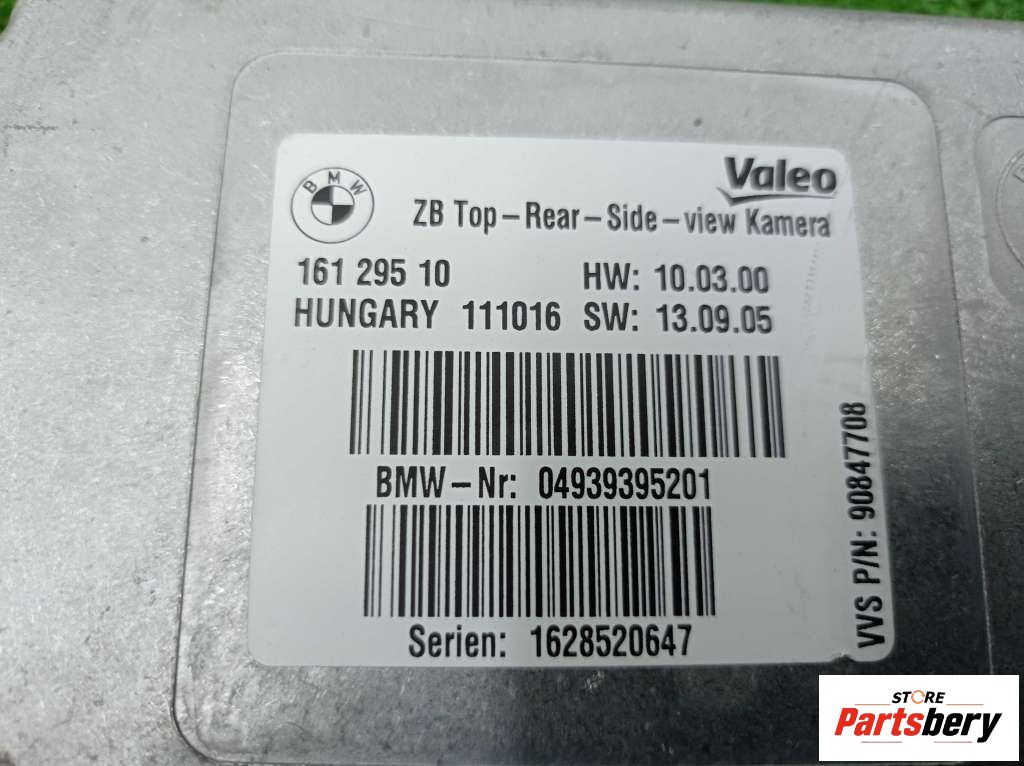 BMW
Valeo
ZB Top-Rear-Side-view Kamera
161 295 10 HW: 10.03.00
HUNGARY 111016 SW: 13.09.05
BMW-Nr: 04939395201
Serien: 1628520647
VVS P/N: 90847708
STORE
Partsbery